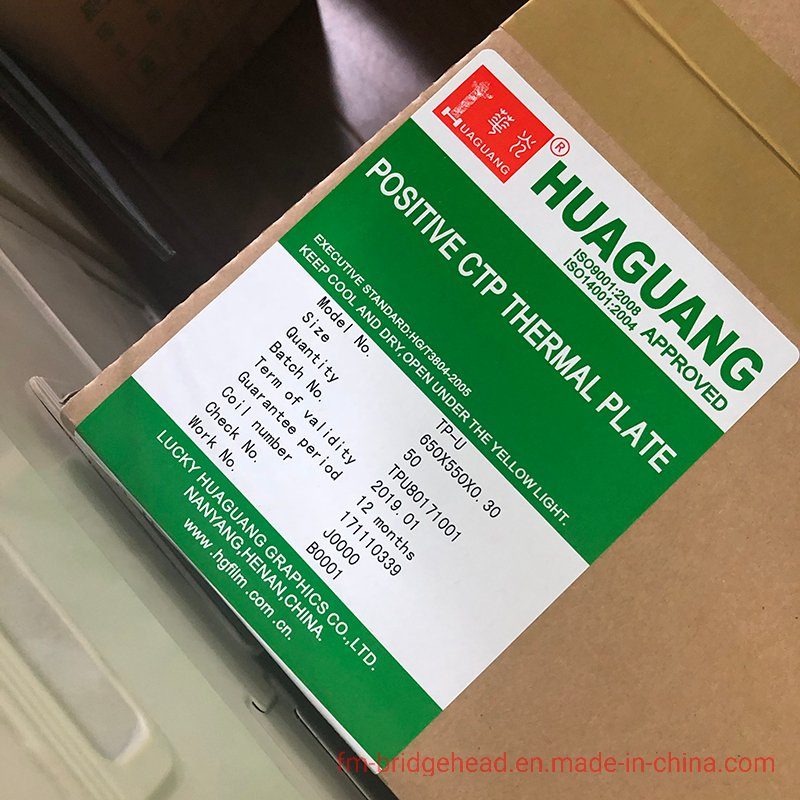 華光
HUAGUANG
®
HUAGUANG
ISO9001:2008
ISO14001:2004 APPROVED
POSITIVE CTP THERMAL PLATE
EXECUTIVE STANDARD:HG/T3804-2005
KEEP COOL AND DRY,OPEN UNDER THE YELLOW LIGHT.
Model No. TP-U
Size 650X550X0.30
Quantity 50
Batch No. TPU80171001
Term of validity 2019.01
Guarantee period 12 months
Coil number 171110339
Check No. J0000
Work No. B0001
LUCKY HUAGUANG GRAPHICS CO.,LTD.
NANYANG,HENAN,CHINA.
www.hgfilm.com.cn.
fm-bridgehead.en.made-in-china.com